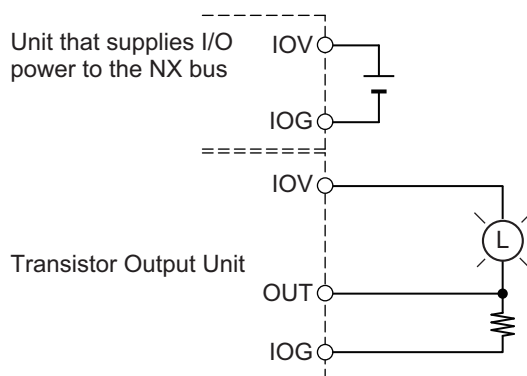 Unit that supplies I/O
power to the NX bus
IOV
IOG
IOV
L
Transistor Output Unit
OUT
IOG